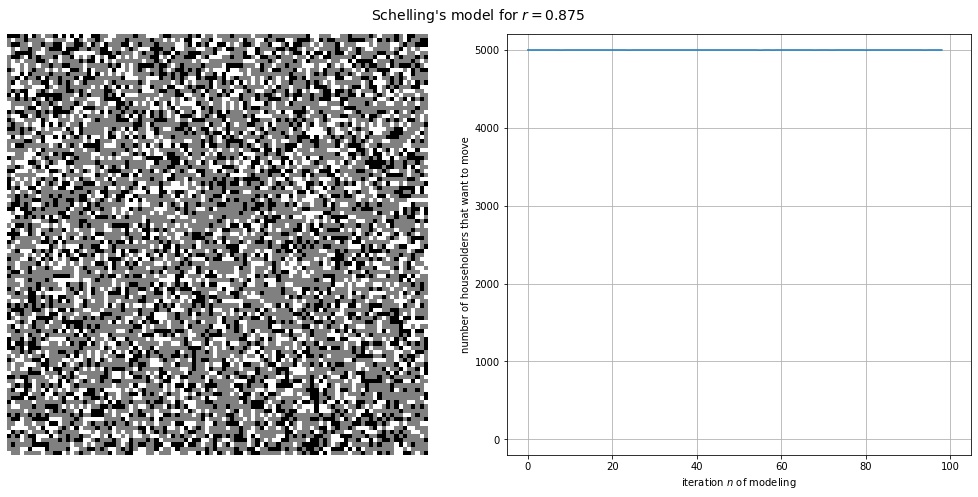 Schelling's model for r = 0.875
5000
4000
3000
2000
1000
0
number of householders that want to move
0 20 40 60 80 100
iteration n of modeling